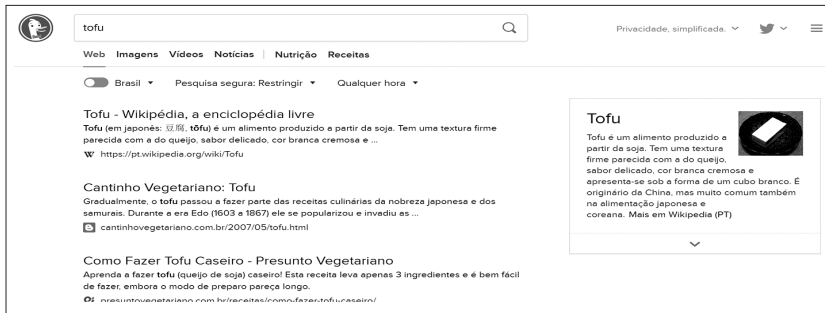 tofu
Privacidade, simplificada.
Web Imagens Vídeos Notícias Nutrição Receitas
Brasil Pesquisa segura: Restringir Qualquer hora
Tofu - Wikipédia, a enciclopédia livre
Tofu (em japonês: 豆腐, tōfu) é um alimento produzido a partir da soja. Tem uma textura firme
parecida com a do queijo, sabor delicado, cor branca cremosa e ...
W https://pt.wikipedia.org/wiki/Tofu
Cantinho Vegetariano: Tofu
Gradualmente, o tofu passou a fazer parte das receitas culinárias da nobreza japonesa e dos
samurais. Durante a era Edo (1603 a 1867) ele se popularizou e invadiu as ...
cantinhovegetariano.com.br/2007/05/tofu.html
Como Fazer Tofu Caseiro - Presunto Vegetariano
Aprenda a fazer tofu (queijo de soja) caseiro! Esta receita leva apenas 3 ingredientes e é bem fácil
de fazer, embora o modo de preparo pareça longo.
presuntovegetariano.com.br/receitas/como-fazer-tofu-caseiro/
Tofu
Tofu é um alimento produzido a
partir da soja. Tem uma textura
firme parecida com a do queijo,
sabor delicado, cor branca cremosa e
apresenta-se sob a forma de um cubo branco. É
originário da China, mas muito comum também
na alimentação japonesa e
coreana. Mais em Wikipedia (PT)